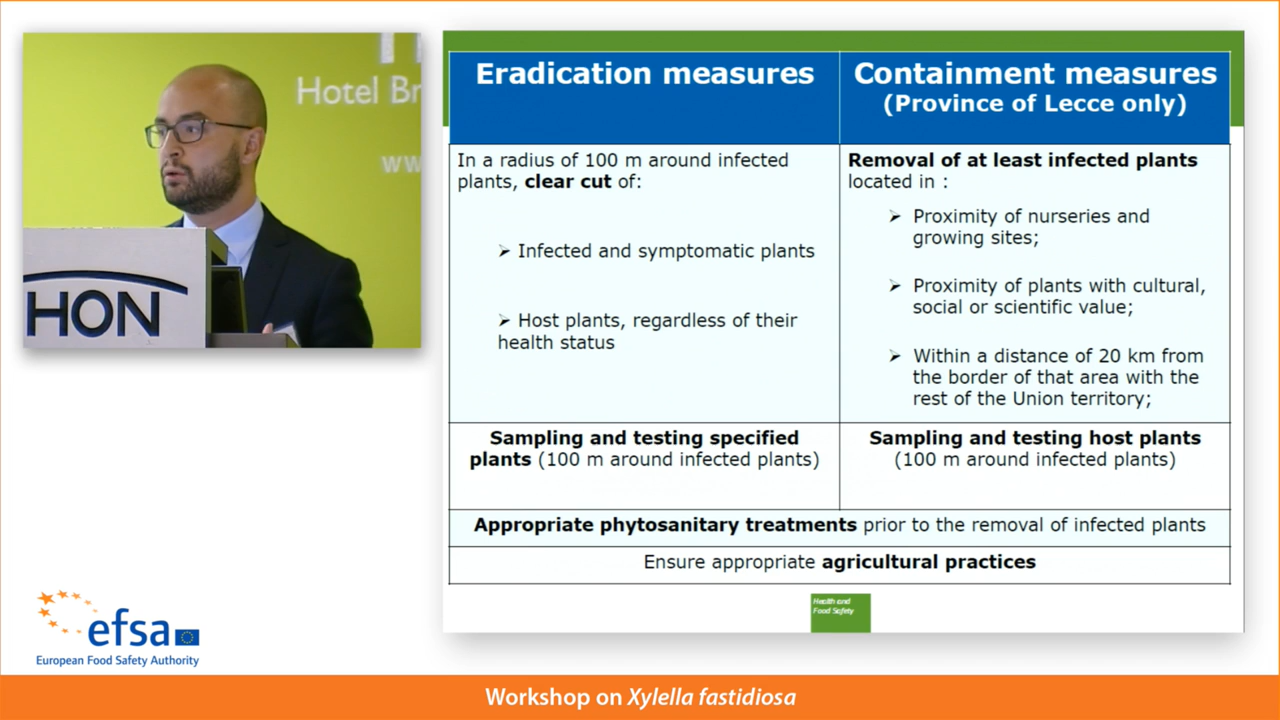 Hotel Br
www
HON
Eradication measures
Containment measures
(Province of Lecce only)
In a radius of 100 m around infected
plants, clear cut of:
➢ Infected and symptomatic plants
➢ Host plants, regardless of their
health status
Removal of at least infected plants
located in :
➢ Proximity of nurseries and
growing sites;
➢ Proximity of plants with cultural,
social or scientific value;
➢ Within a distance of 20 km from
the border of that area with the
rest of the Union territory;
Sampling and testing specified
plants (100 m around infected plants)
Sampling and testing host plants
(100 m around infected plants)
Appropriate phytosanitary treatments prior to the removal of infected plants
Ensure appropriate agricultural practices
Health and
Food Safety
efsa
European Food Safety Authority
Workshop on Xylella fastidiosa